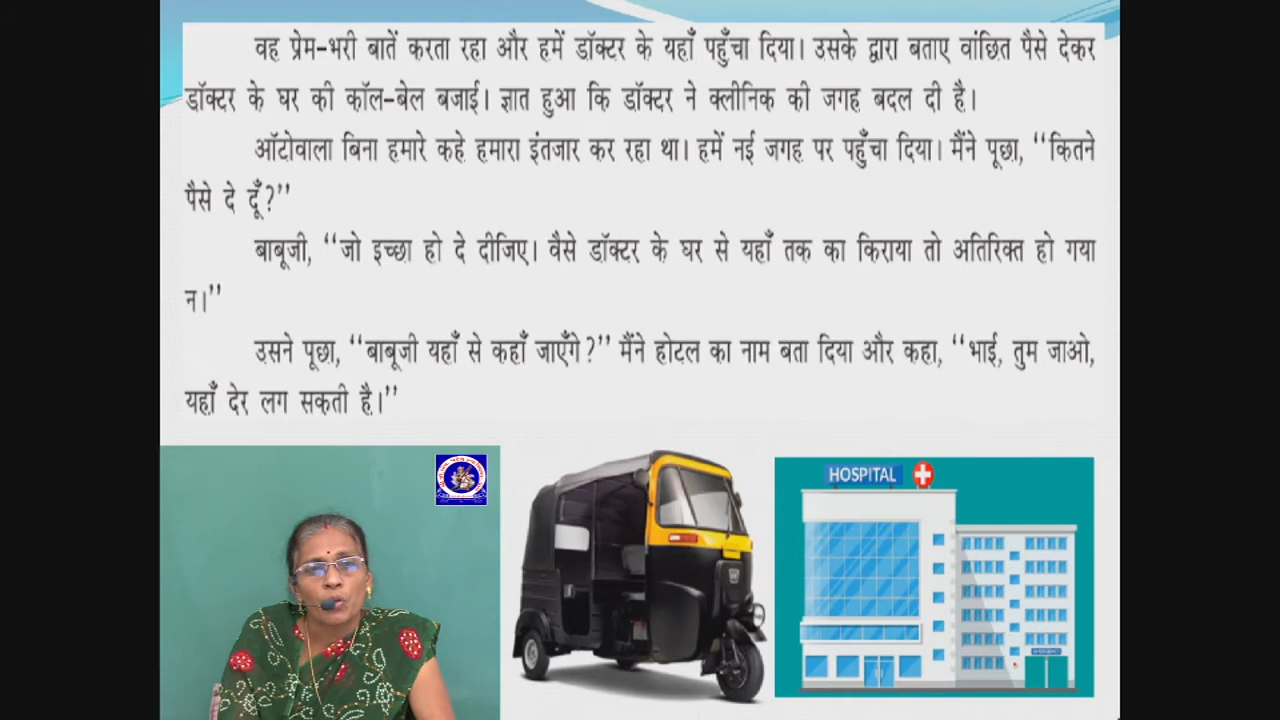 वह प्रेम-भरी बातें करता रहा और हमें डॉक्टर के यहाँ पहुँचा दिया। उसके द्वारा बताए वांछित पैसे देकर
डॉक्टर के घर की कॉल-बेल बजाई। ज्ञात हुआ कि डॉक्टर ने क्लीनिक की जगह बदल दी है।
ऑटोवाला बिना हमारे कहे हमारा इंतजार कर रहा था। हमें नई जगह पर पहुँचा दिया। मैंने पूछा, ‘‘कितने
पैसे दे दूँ?’’
बाबूजी, ‘‘जो इच्छा हो दे दीजिए। वैसे डॉक्टर के घर से यहाँ तक का किराया तो अतिरिक्त हो गया
न।’’
उसने पूछा, ‘‘बाबूजी यहाँ से कहाँ जाएँगे?’’ मैंने होटल का नाम बता दिया और कहा, ‘‘भाई, तुम जाओ,
यहाँ देर लग सकती है।’’
HOSPITAL